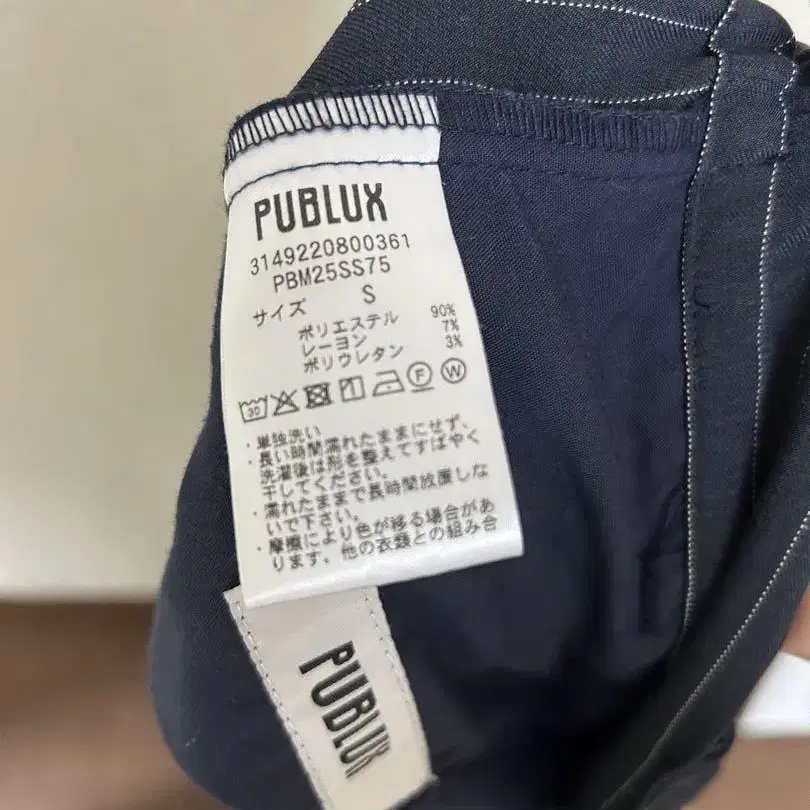 PUBLUX
3149220800361
PBM25SS75
サイズ S
ポリエステル 90%
レーヨン 7%
ポリウレタン 3%
30 F W
・単独洗い
・長い時間濡れたままにせず、
洗濯後は形を整えてすばやく
干してください。
・濡れたままで長時間放置しな
いで下さい。
・摩擦により色が移る場合があ
ります、他の衣類との組み合
PUBLUX